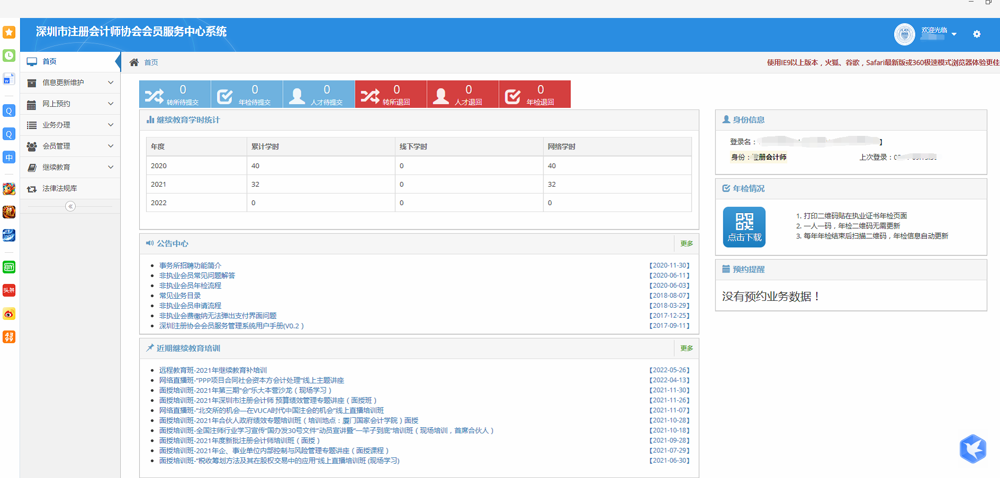 深圳市注册会计师协会会员服务中心系统
欢迎光临
首页
信息更新维护
网上预约
业务办理
会员管理
继续教育
法律法规库
首页
使用IE9以上版本，火狐、谷歌，Safari最新版或360极速模式浏览器体验更佳
0 转所待提交
0 年检待提交
0 人才待提交
0 转所退回
0 人才退回
0 年检退回
继续教育学时统计
年度 累计学时 线下学时 网络学时
2020 40 0 40
2021 32 0 32
2022 0 0 0
公告中心 更多
事务所招聘功能简介 【2020-11-30】
非执业会员常见问题解答 【2020-06-11】
非执业会员年检流程 【2020-06-03】
常见业务目录 【2018-08-07】
非执业会员申请流程 【2018-03-29】
非执业会费缴纳无法弹出支付界面问题 【2017-12-25】
深圳注册协会会员服务管理系统用户手册(V0.2） 【2017-09-11】
近期继续教育培训 更多
远程教育班-2021年继续教育补培训 【2022-05-26】
网络直播班-“PPP项目合同社会资本方会计处理”线上主题讲座 【2022-04-13】
面授培训班-2021年第三期“会”乐大本营沙龙（现场学习） 【2021-11-30】
面授培训班-2021年深圳市注册会计师 预算绩效管理专题讲座（面授班） 【2021-11-26】
网络直播班-“北交所的机会—在VUCA时代中国注会的机会”线上直播培训班 【2021-11-07】
面授培训班-2021年合伙人政府绩效专题培训班（培训地点：厦门国家会计学院）面授 【2021-10-28】
面授培训班-全国注师行业学习宣传“国办发30号文件”动员宣讲暨“一竿子到底”培训班（现场培训，首席合伙人） 【2021-10-18】
面授培训班-2021年度新批注册会计师培训班（面授） 【2021-09-28】
面授培训班-2021年企、事业单位内部控制与风险管理专题讲座（面授课程） 【2021-07-29】
面授培训班-“税收筹划方法及其在股权交易中的应用”线上直播培训班 (现场学习) 【2021-06-30】
身份信息
登录名： 】
身份： 册会计师 上次登录：
年检情况
点击下载
1. 打印二维码贴在执业证书年检页面
2. 一人一码，年检二维码无需更新
3. 每年年检结束后扫描二维码，年检信息自动更新
预约提醒
没有预约业务数据！
W
Q
Q
中
QIY
头条
43
99